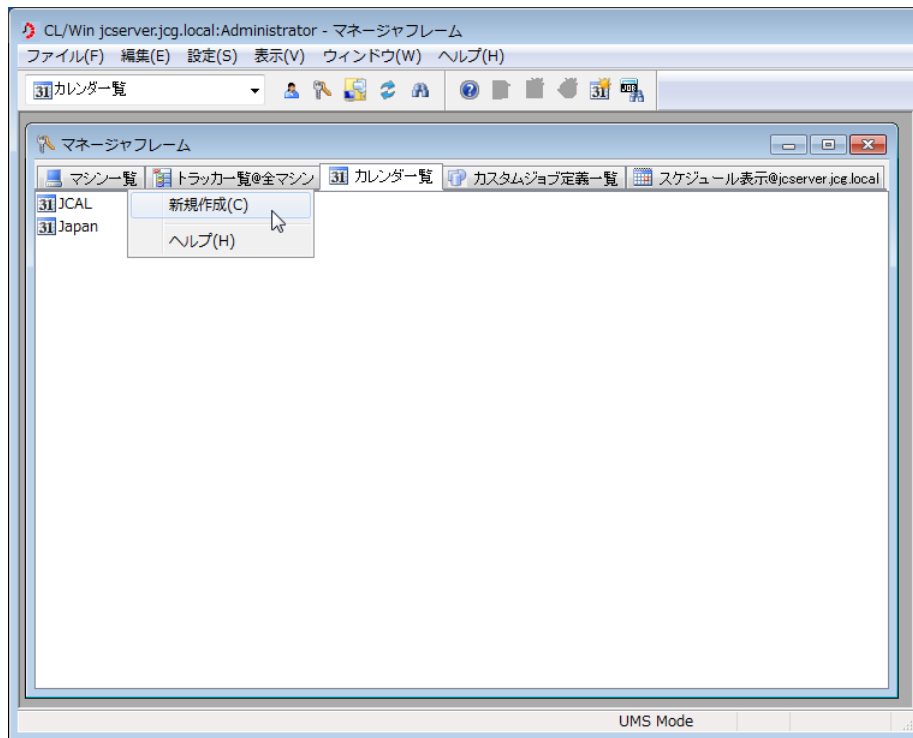 CL/Win jcserver.jcg.local:Administrator - マネージャフレーム
ファイル(F) 編集(E) 設定(S) 表示(V) ウィンドウ(W) ヘルプ(H)
31 カレンダ一覧
31
マネージャフレーム
マシン一覧 トラッカ一覧@全マシン 31 カレンダ一覧 カスタムジョブ定義一覧 スケジュール表示@jcserver.jcg.local
31 JCAL
31 Japan
新規作成(C)
ヘルプ(H)
UMS Mode